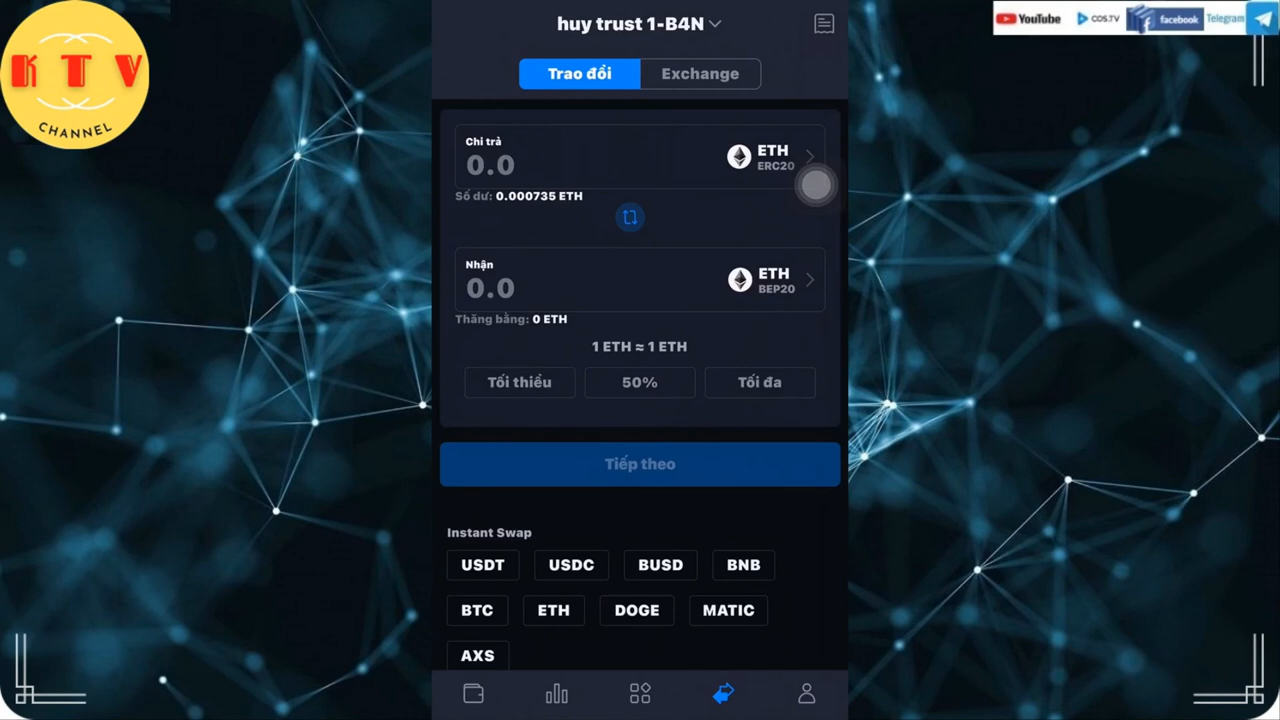 KTV
CHANNEL
YouTube
COS.TV
facebook
Telegram
huy trust 1-B4N
Trao đổi
Exchange
Chi trả
0.0
ETH
ERC20
Số dư: 0.000735 ETH
Nhận
0.0
ETH
BEP20
Thăng bằng: 0 ETH
1 ETH ≈ 1 ETH
Tối thiểu
50%
Tối đa
Tiếp theo
Instant Swap
USDT USDC BUSD BNB
BTC ETH DOGE MATIC
AXS